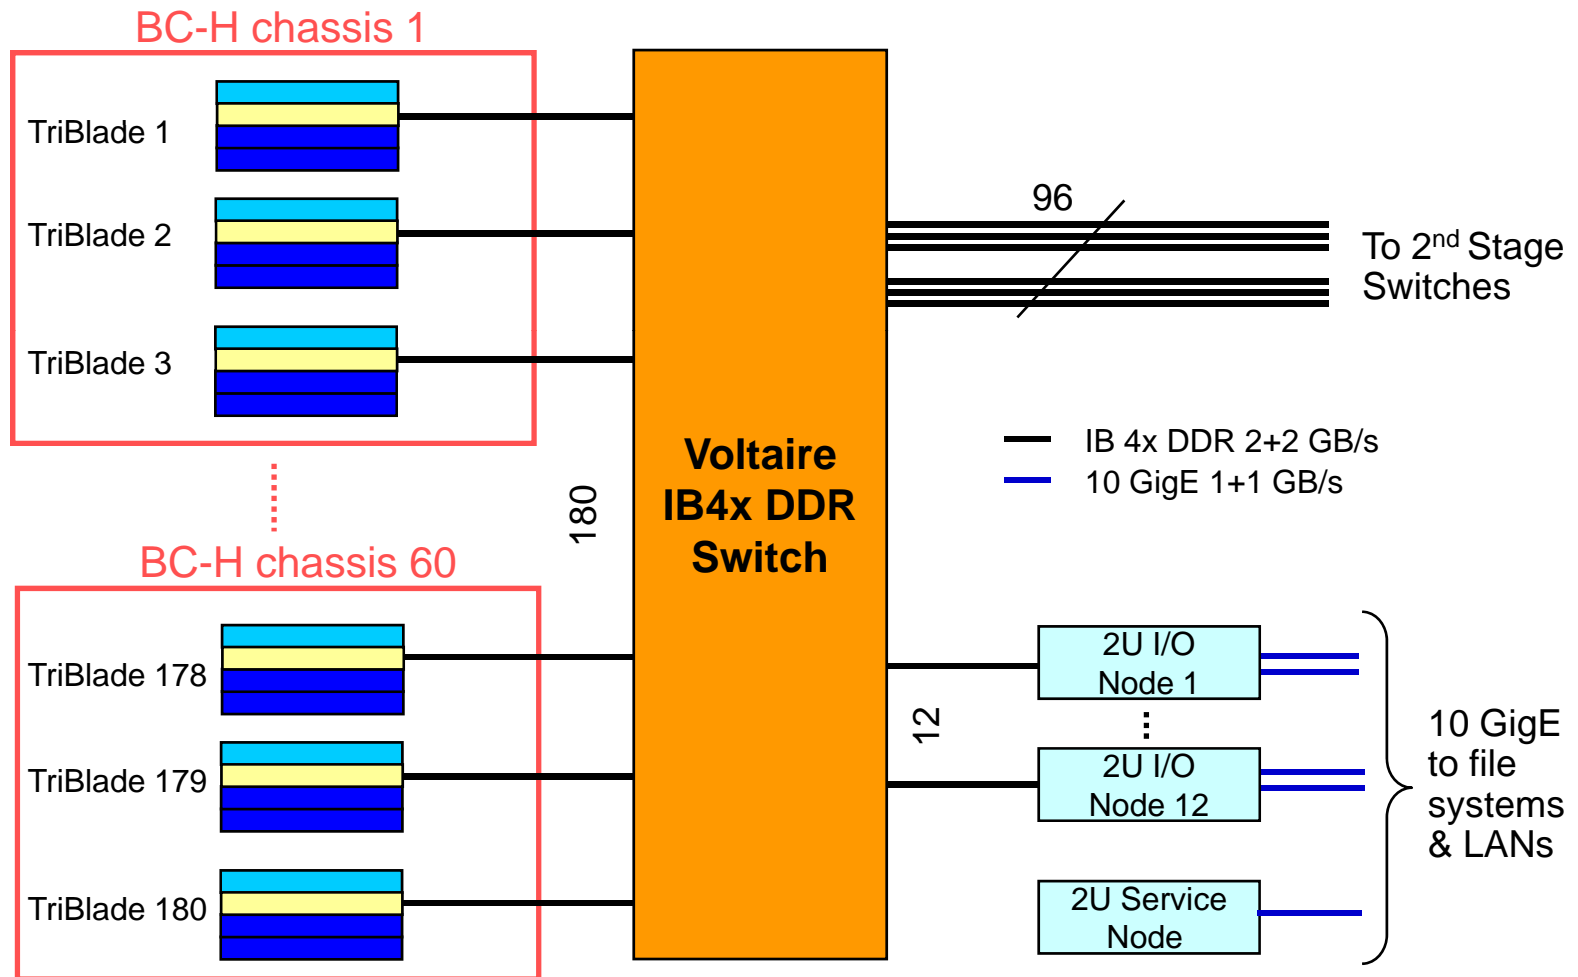 BC-H chassis 1
TriBlade 1
TriBlade 2
TriBlade 3
BC-H chassis 60
TriBlade 178
TriBlade 179
TriBlade 180
180
Voltaire
IB4x DDR
Switch
96
To 2nd Stage
Switches
IB 4x DDR 2+2 GB/s
10 GigE 1+1 GB/s
12
2U I/O
Node 1
2U I/O
Node 12
2U Service
Node
10 GigE
to file
systems
& LANs